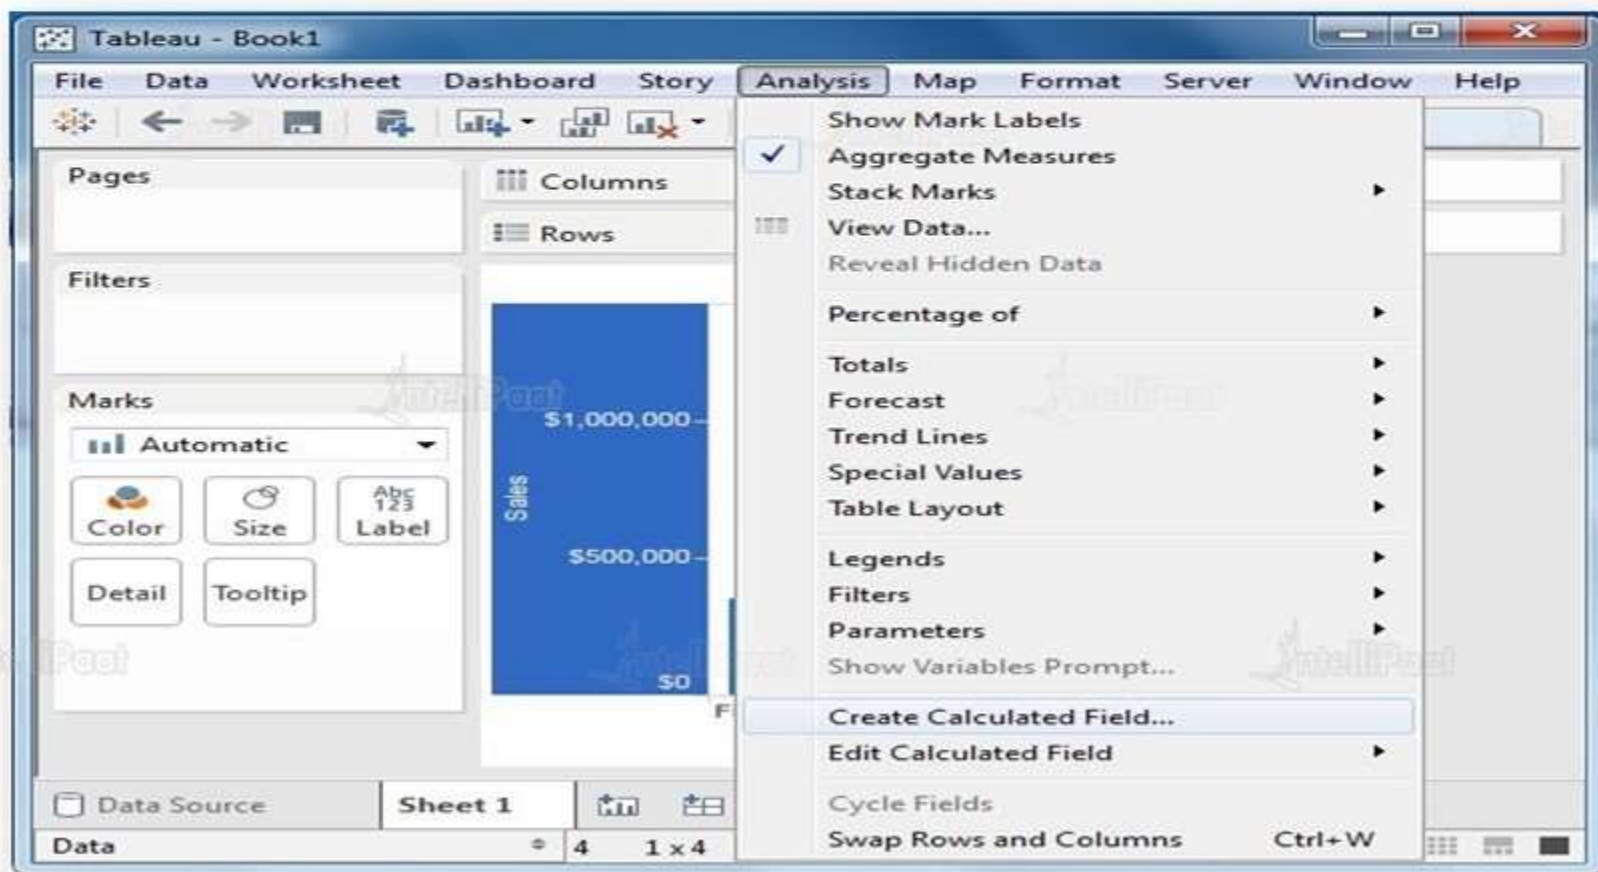 Tableau - Book1
File Data Worksheet Dashboard Story Analysis Map Format Server Window Help
Pages
Columns
Rows
Filters
Marks
Automatic
Color
Size
Abc
123
Label
Detail
Tooltip
$1,000,000
Sales
$500,000
$0
F
Show Mark Labels
Aggregate Measures
Stack Marks
View Data...
Reveal Hidden Data
Percentage of
Totals
Forecast
Trend Lines
Special Values
Table Layout
Legends
Filters
Parameters
Show Variables Prompt...
Create Calculated Field...
Edit Calculated Field
Cycle Fields
Swap Rows and Columns Ctrl+W
Data Source
Sheet 1
Data
4 1 x 4
IntelliPaat
IntelliPaat
IntelliPaat